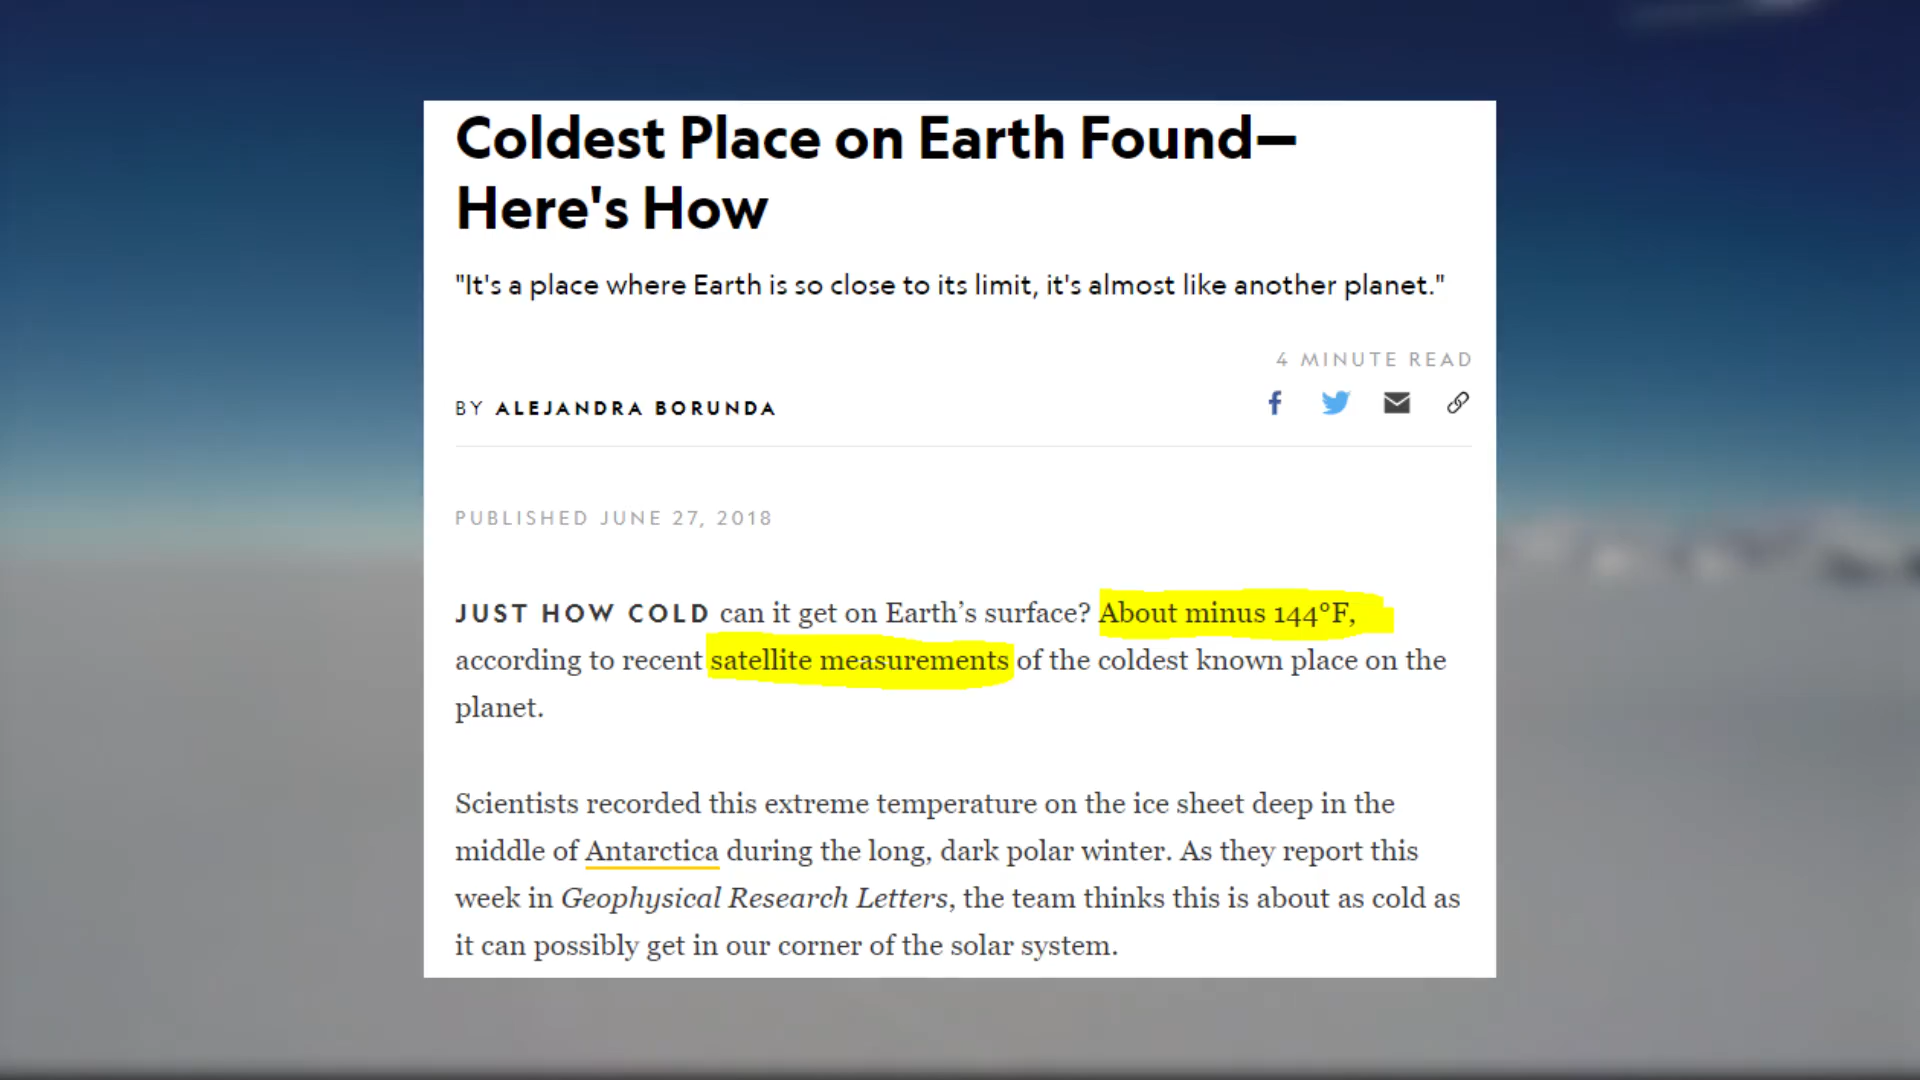 Coldest Place on Earth Found—
Here's How
"It's a place where Earth is so close to its limit, it's almost like another planet."
4 MINUTE READ
BY ALEJANDRA BORUNDA
PUBLISHED JUNE 27, 2018
JUST HOW COLD can it get on Earth’s surface? About minus 144°F,
according to recent satellite measurements of the coldest known place on the
planet.
Scientists recorded this extreme temperature on the ice sheet deep in the
middle of Antarctica during the long, dark polar winter. As they report this
week in Geophysical Research Letters, the team thinks this is about as cold as
it can possibly get in our corner of the solar system.